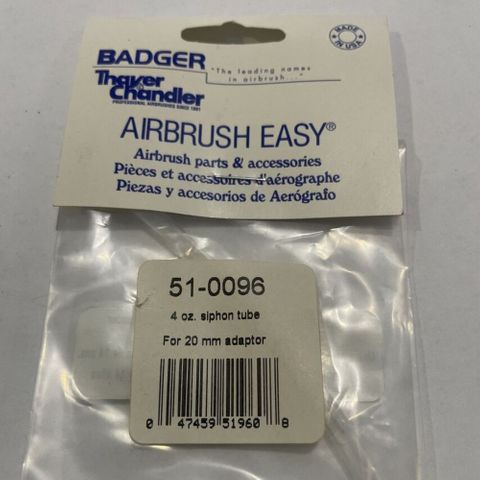 MADE
IN USA
BADGER
"The leading names
in airbrush..."
Thayer
& Chandler
PROFESSIONAL AIRBRUSHES SINCE 1891
AIRBRUSH EASY®
Airbrush parts & accessories
Pièces et accessoires d'aérographe
Piezas y accesorios de Aerógrafo
51-0096
4 oz. siphon tube
For 20 mm adaptor
0 47459 51960 8